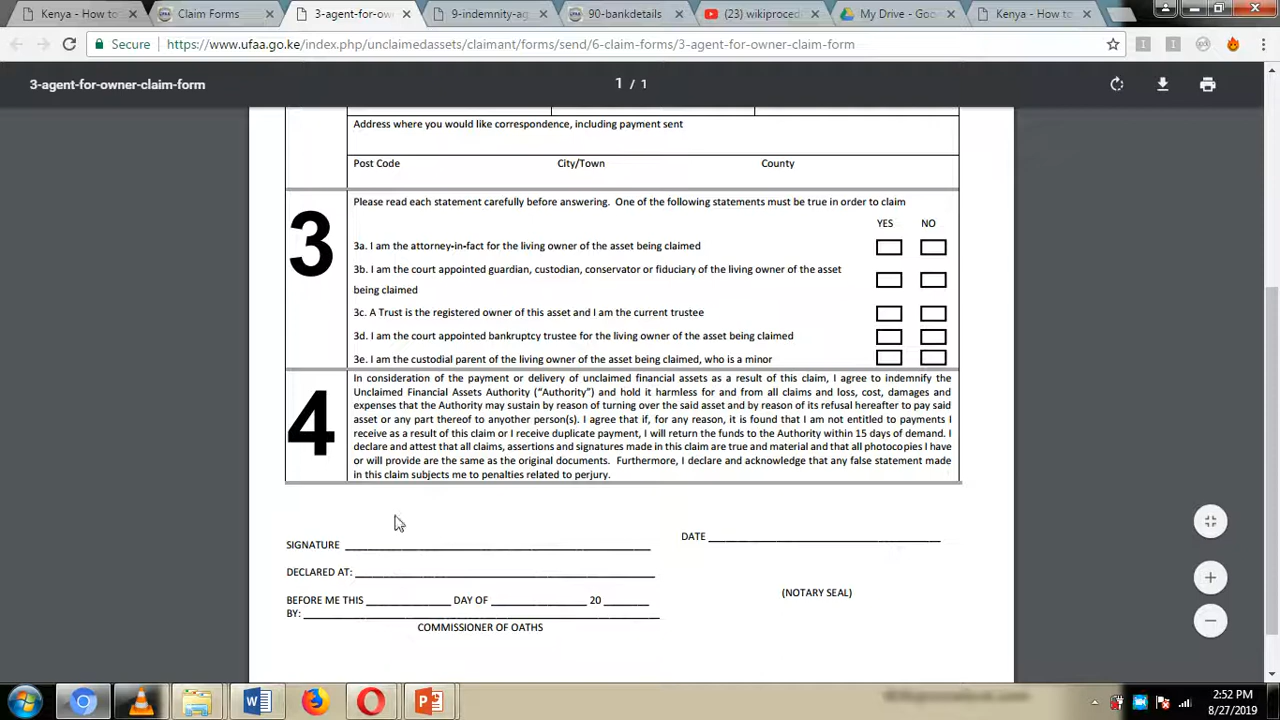 Kenya - How to
Claim Forms
3-agent-for-ow
9-indemnity-ag
90-bankdetails
(23) wikiproced
My Drive - Goo
Kenya - How to
Secure
https://www.ufaa.go.ke/index.php/unclaimedassets/claimant/forms/send/6-claim-forms/3-agent-for-owner-claim-form
3-agent-for-owner-claim-form
1 / 1
Address where you would like correspondence, including payment sent
Post Code City/Town County
3
Please read each statement carefully before answering. One of the following statements must be true in order to claim
YES NO
3a. I am the attorney-in-fact for the living owner of the asset being claimed
3b. I am the court appointed guardian, custodian, conservator or fiduciary of the living owner of the asset
being claimed
3c. A Trust is the registered owner of this asset and I am the current trustee
3d. I am the court appointed bankruptcy trustee for the living owner of the asset being claimed
3e. I am the custodial parent of the living owner of the asset being claimed, who is a minor
4
In consideration of the payment or delivery of unclaimed financial assets as a result of this claim, I agree to indemnify the
Unclaimed Financial Assets Authority ("Authority") and hold it harmless for and from all claims and loss, cost, damages and
expenses that the Authority may sustain by reason of turning over the said asset and by reason of its refusal hereafter to pay said
asset or any part thereof to anyother person(s). I agree that if, for any reason, it is found that I am not entitled to payments I
receive as a result of this claim or I receive duplicate payment, I will return the funds to the Authority within 15 days of demand. I
declare and attest that all claims, assertions and signatures made in this claim are true and material and that all photocopies I have
or will provide are the same as the original documents. Furthermore, I declare and acknowledge that any false statement made
in this claim subjects me to penalties related to perjury.
SIGNATURE ____________________ DATE ____________________
DECLARED AT: ____________________
BEFORE ME THIS __________ DAY OF __________ 20 ______
(NOTARY SEAL)
BY: ____________________
COMMISSIONER OF OATHS
2:52 PM
8/27/2019